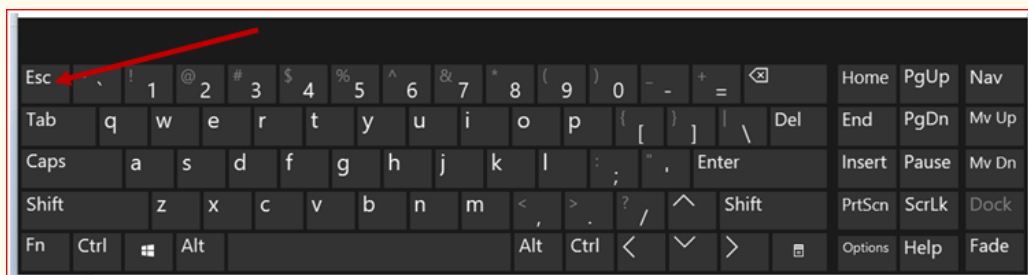 Esc ~ ` ! 1 @ 2 # 3 $ 4 % 5 ^ 6 & 7 * 8 ( 9 ) 0 _ - + = Home PgUp Nav
Tab q w e r t y u i o p { [ } ] | \ Del End PgDn Mv Up
Caps a s d f g h j k l : ; " ' Enter Insert Pause Mv Dn
Shift z x c v b n m < , > . ? / Shift PrtScn ScrLk Dock
Fn Ctrl Alt Alt Ctrl Options Help Fade